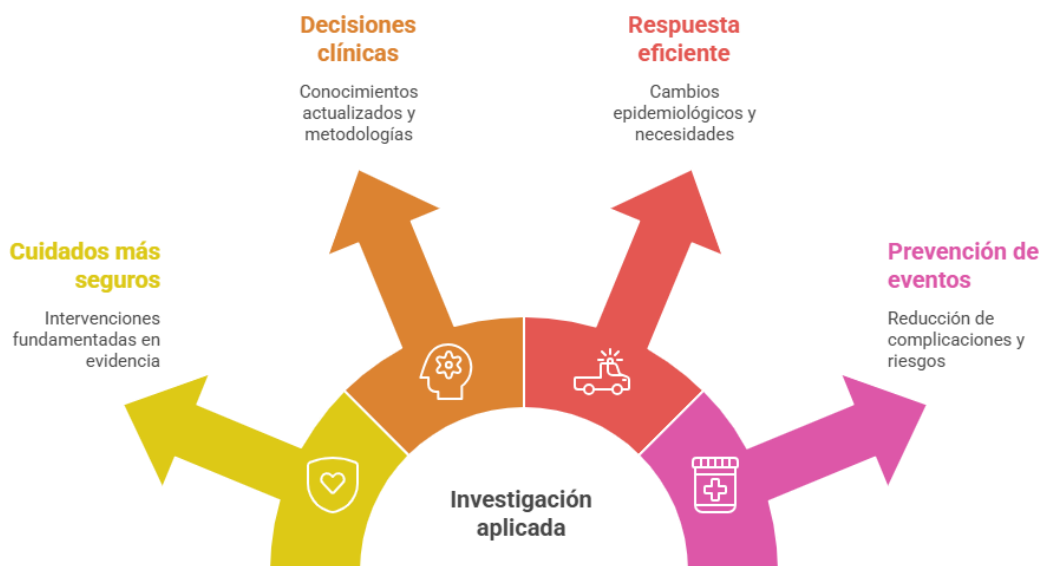 Decisiones
clínicas
Conocimientos
actualizados y
metodologías
Respuesta
eficiente
Cambios
epidemiológicos y
necesidades
Cuidados más
seguros
Intervenciones
fundamentadas en
evidencia
Prevención de
eventos
Reducción de
complicaciones y
riesgos
Investigación
aplicada